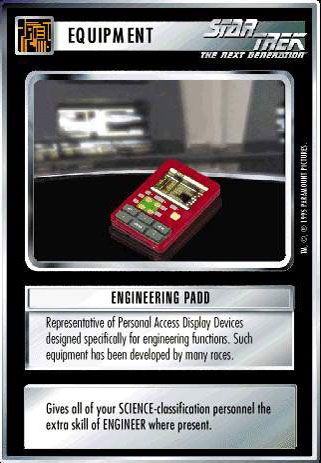 EQUIPMENT
STAR TREK
THE NEXT GENERATION
TM, ©, ® 1995 PARAMOUNT PICTURES.
ENGINEERING PADD
Representative of Personal Access Display Devices
designed specifically for engineering functions. Such
equipment has been developed by many races.
Gives all of your SCIENCE-classification personnel the
extra skill of ENGINEER where present.